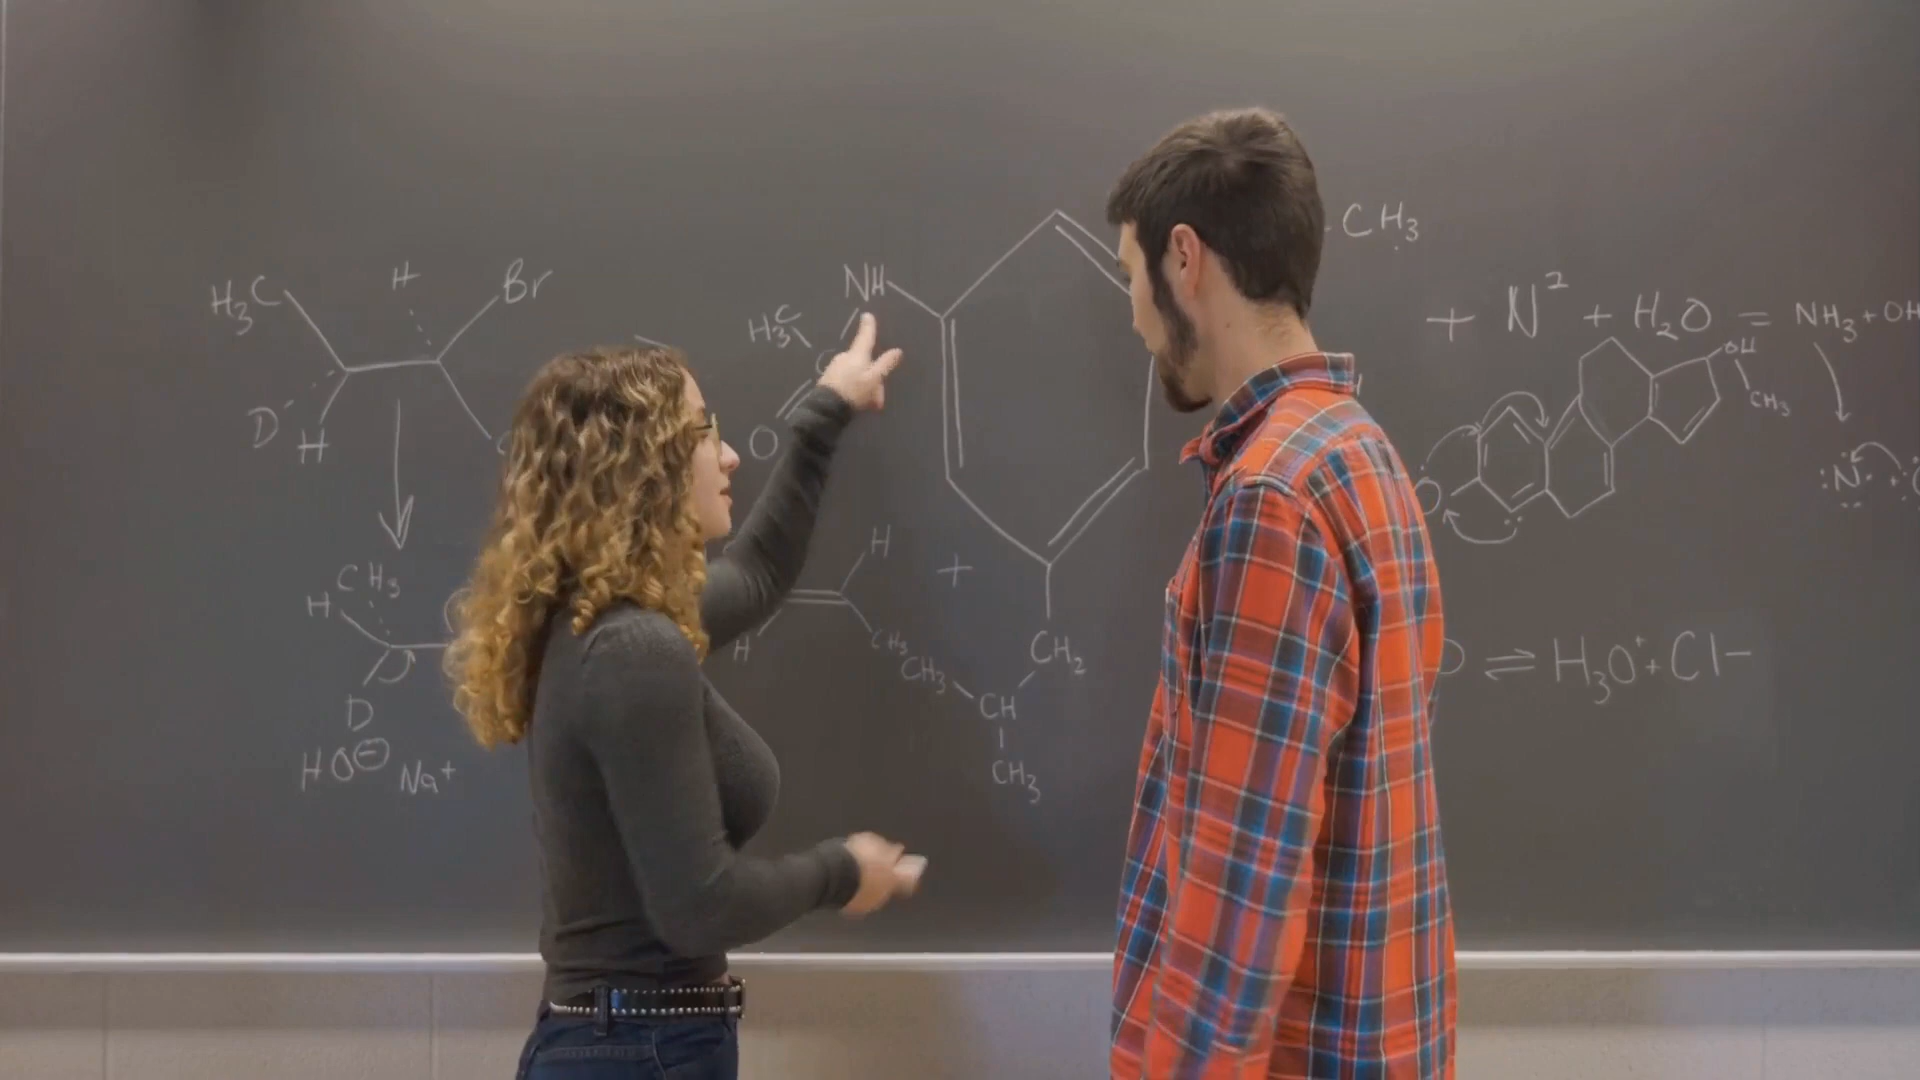 H₃C H Br
D H
CH₃
H
D
HO⊖ Na⁺
NH
H₃C
O
H
H CH₃
+
CH₂
CH₃ CH
CH₃
CH₃
+ N² + H₂O = NH₃ + OH
OH
CH₃
O
:N· +
⇌ H₃O⁺ + Cl−